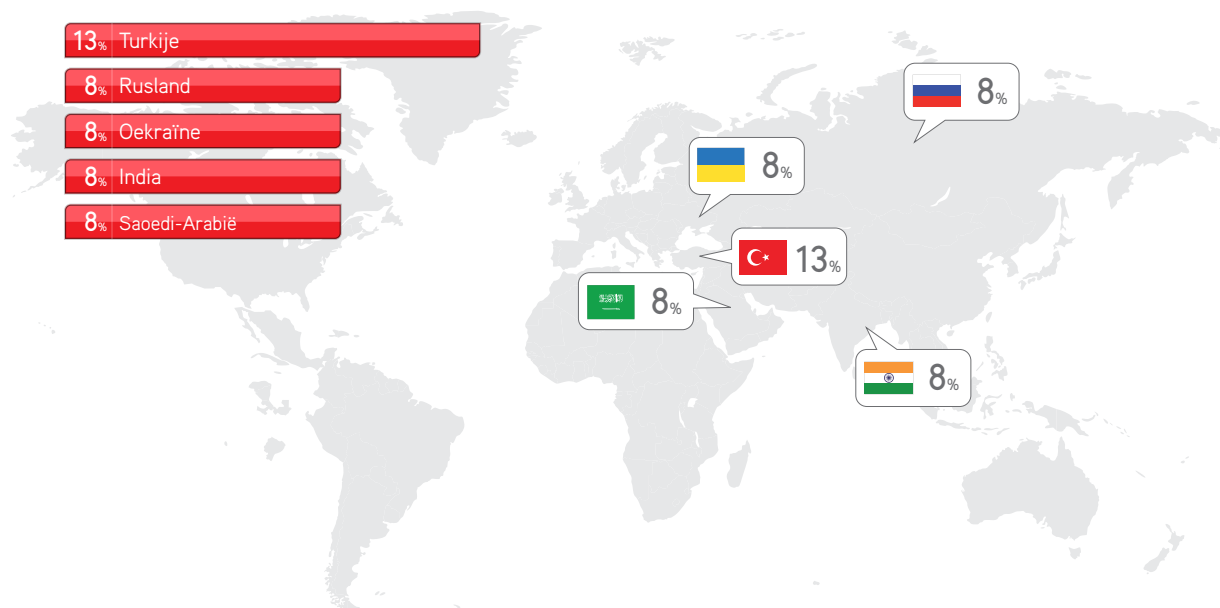 13% Turkije
8% Rusland
8% Oekraïne
8% India
8% Saoedi-Arabië
8%
8%
13%
8%
8%